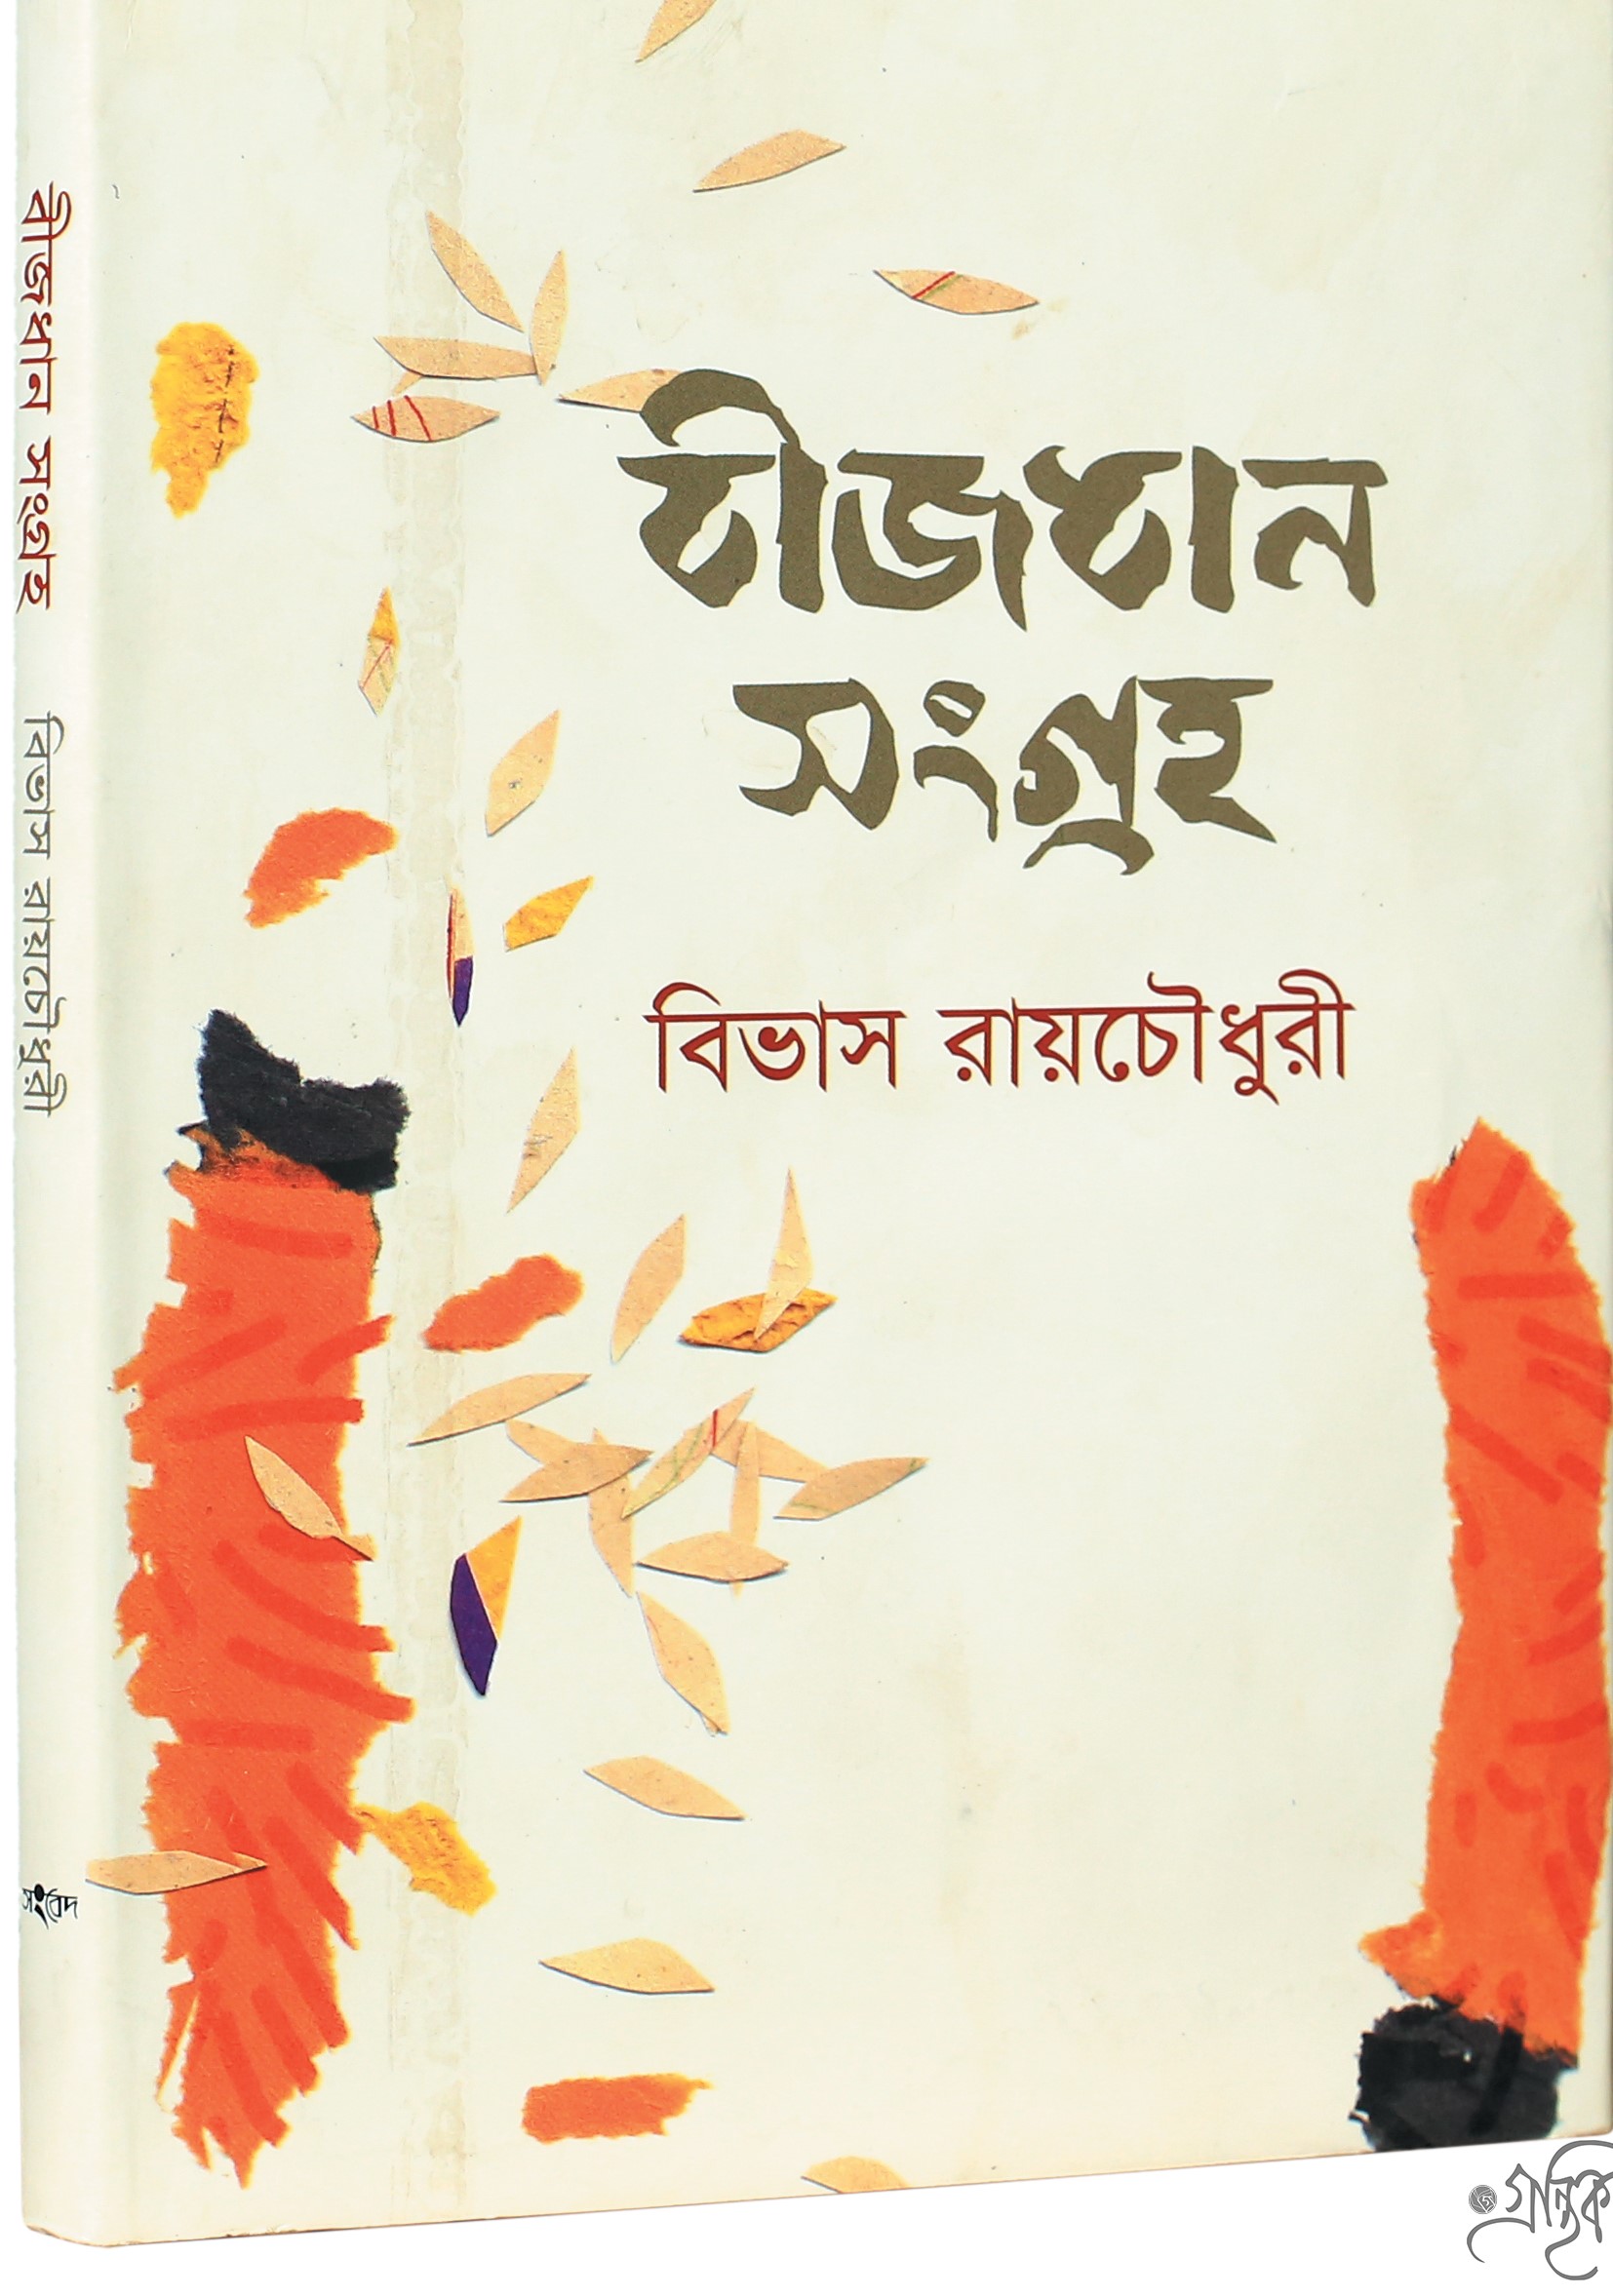 বীজধান
সংগ্রহ
বিভাস রায়চৌধুরী
বীজধান সংগ্রহ বিভাস রায়চৌধুরী
সংবেদ
গ্রন্থিক